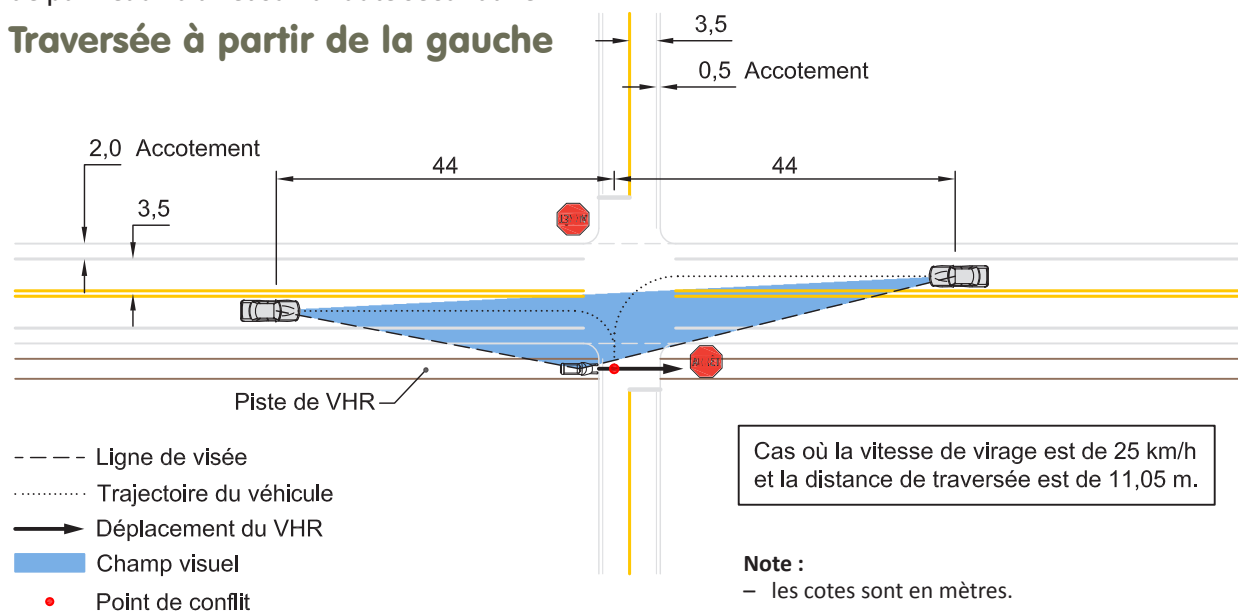 Traversée à partir de la gauche
3,5
0,5 Accotement
2,0 Accotement
44
44
3,5
Piste de VHR
Ligne de visée
Trajectoire du véhicule
Déplacement du VHR
Champ visuel
Point de conflit
Cas où la vitesse de virage est de 25 km/h
et la distance de traversée est de 11,05 m.
Note :
– les cotes sont en mètres.